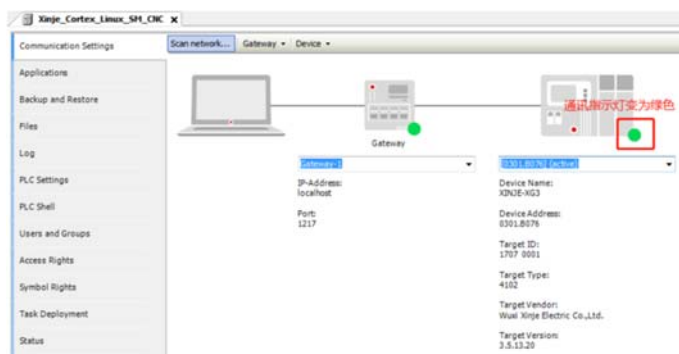 Xinje_Cortex_Linux_SM_CNC
Communication Settings
Scan network...
Gateway
Device
Applications
Backup and Restore
Files
Log
PLC Settings
PLC Shell
Users and Groups
Access Rights
Symbol Rights
Task Deployment
Status
通讯指示灯变为绿色
Gateway
Gateway-1
IP-Address:
localhost
Port:
1217
[0301.B076] (active)
Device Name:
XINJE-XG3
Device Address:
0301.B076
Target ID:
1707 0001
Target Type:
4102
Target Vendor:
Wuxi Xinje Electric Co.,Ltd.
Target Version:
3.5.13.20